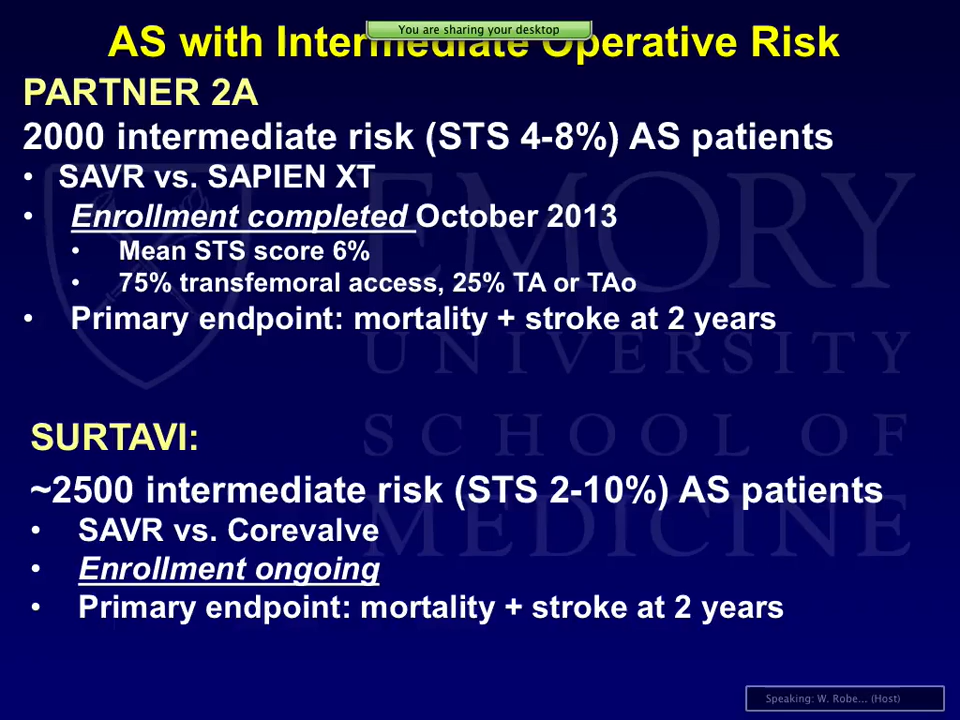 You are sharing your desktop
AS with Intermediate Operative Risk
PARTNER 2A
2000 intermediate risk (STS 4-8%) AS patients
• SAVR vs. SAPIEN XT
• Enrollment completed October 2013
• Mean STS score 6%
• 75% transfemoral access, 25% TA or TAo
• Primary endpoint: mortality + stroke at 2 years
EMORY
UNIVERSITY
SCHOOL OF
MEDICINE
SURTAVI:
~2500 intermediate risk (STS 2-10%) AS patients
• SAVR vs. Corevalve
• Enrollment ongoing
• Primary endpoint: mortality + stroke at 2 years
Speaking: W. Robe... (Host)